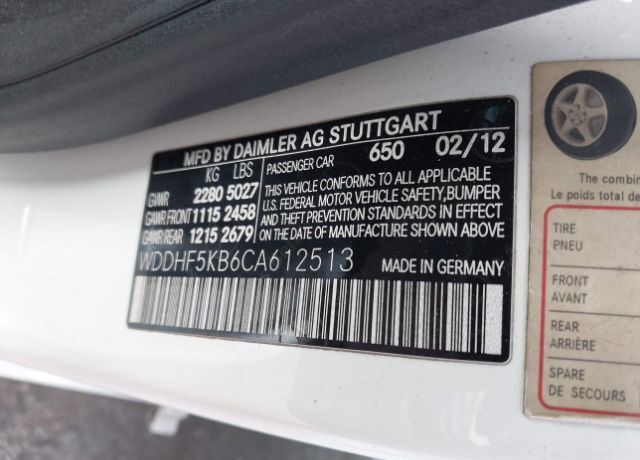 MFD BY DAIMLER AG STUTTGART
KG LBS
GVWR 2280 5027
GAWR FRONT 1115 2458
GAWR REAR 1215 2679
PASSENGER CAR 650 02/12
THIS VEHICLE CONFORMS TO ALL APPLICABLE
U.S. FEDERAL MOTOR VEHICLE SAFETY, BUMPER
AND THEFT PREVENTION STANDARDS IN EFFECT
ON THE DATE OF MANUFACTURE SHOWN ABOVE
WDDHF5KB6CA612513 MADE IN GERMANY
The combin
Le poids total de
TIRE
PNEU
FRONT
AVANT
REAR
ARRIÈRE
SPARE
DE SECOURS